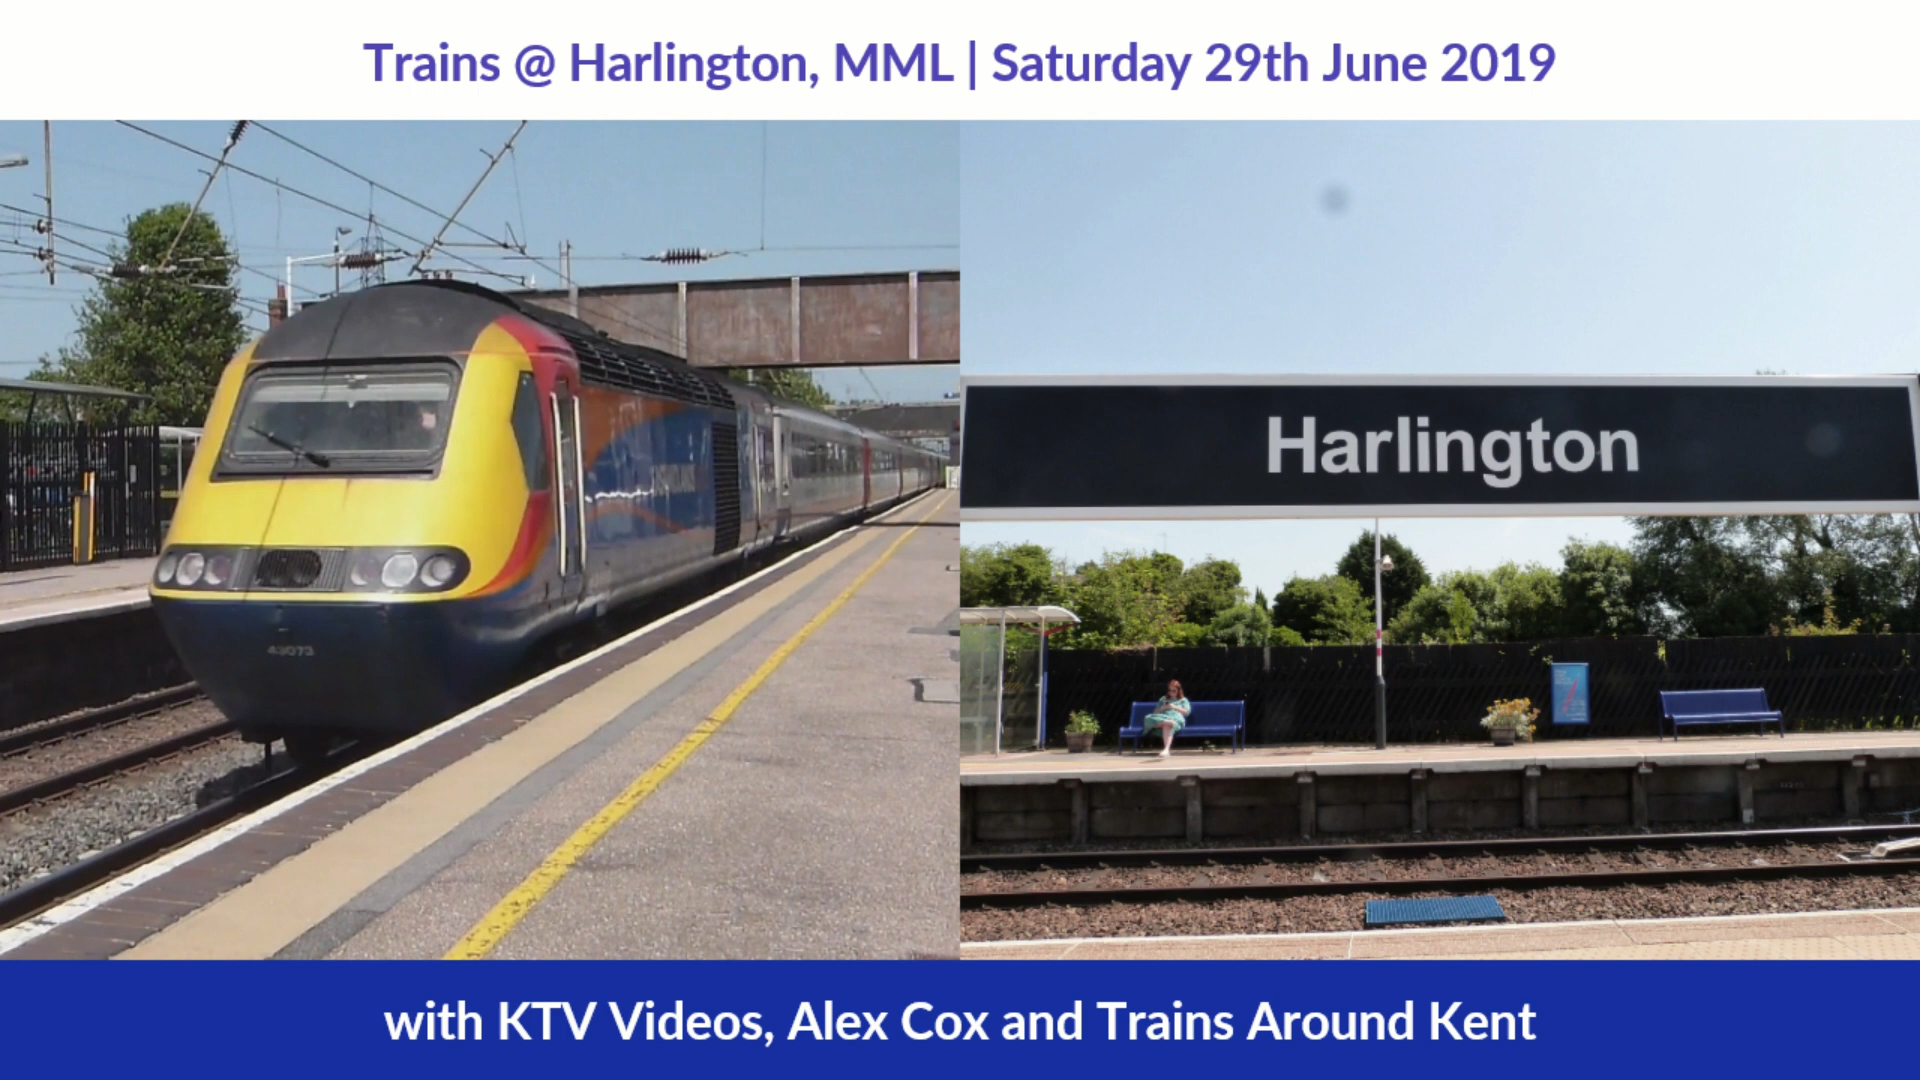 Trains @ Harlington, MML | Saturday 29th June 2019
43073
Harlington
with KTV Videos, Alex Cox and Trains Around Kent